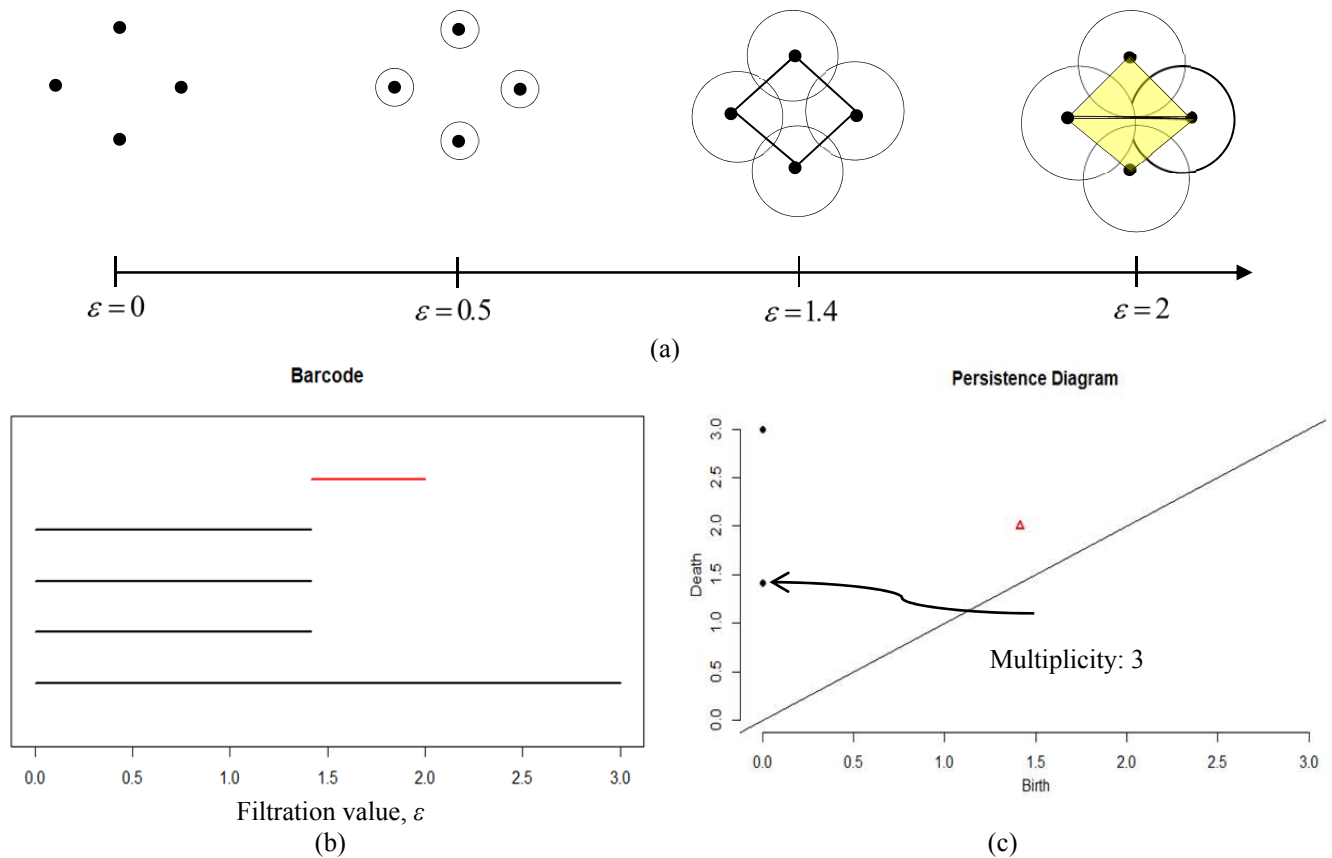 ε=0
ε=0.5
ε=1.4
ε=2
(a)
Barcode
0.0 0.5 1.0 1.5 2.0 2.5 3.0
Filtration value, ε
(b)
Persistence Diagram
Death
3.0
2.5
2.0
1.5
1.0
0.5
0.0
Multiplicity: 3
0.0 0.5 1.0 1.5 2.0 2.5 3.0
Birth
(c)